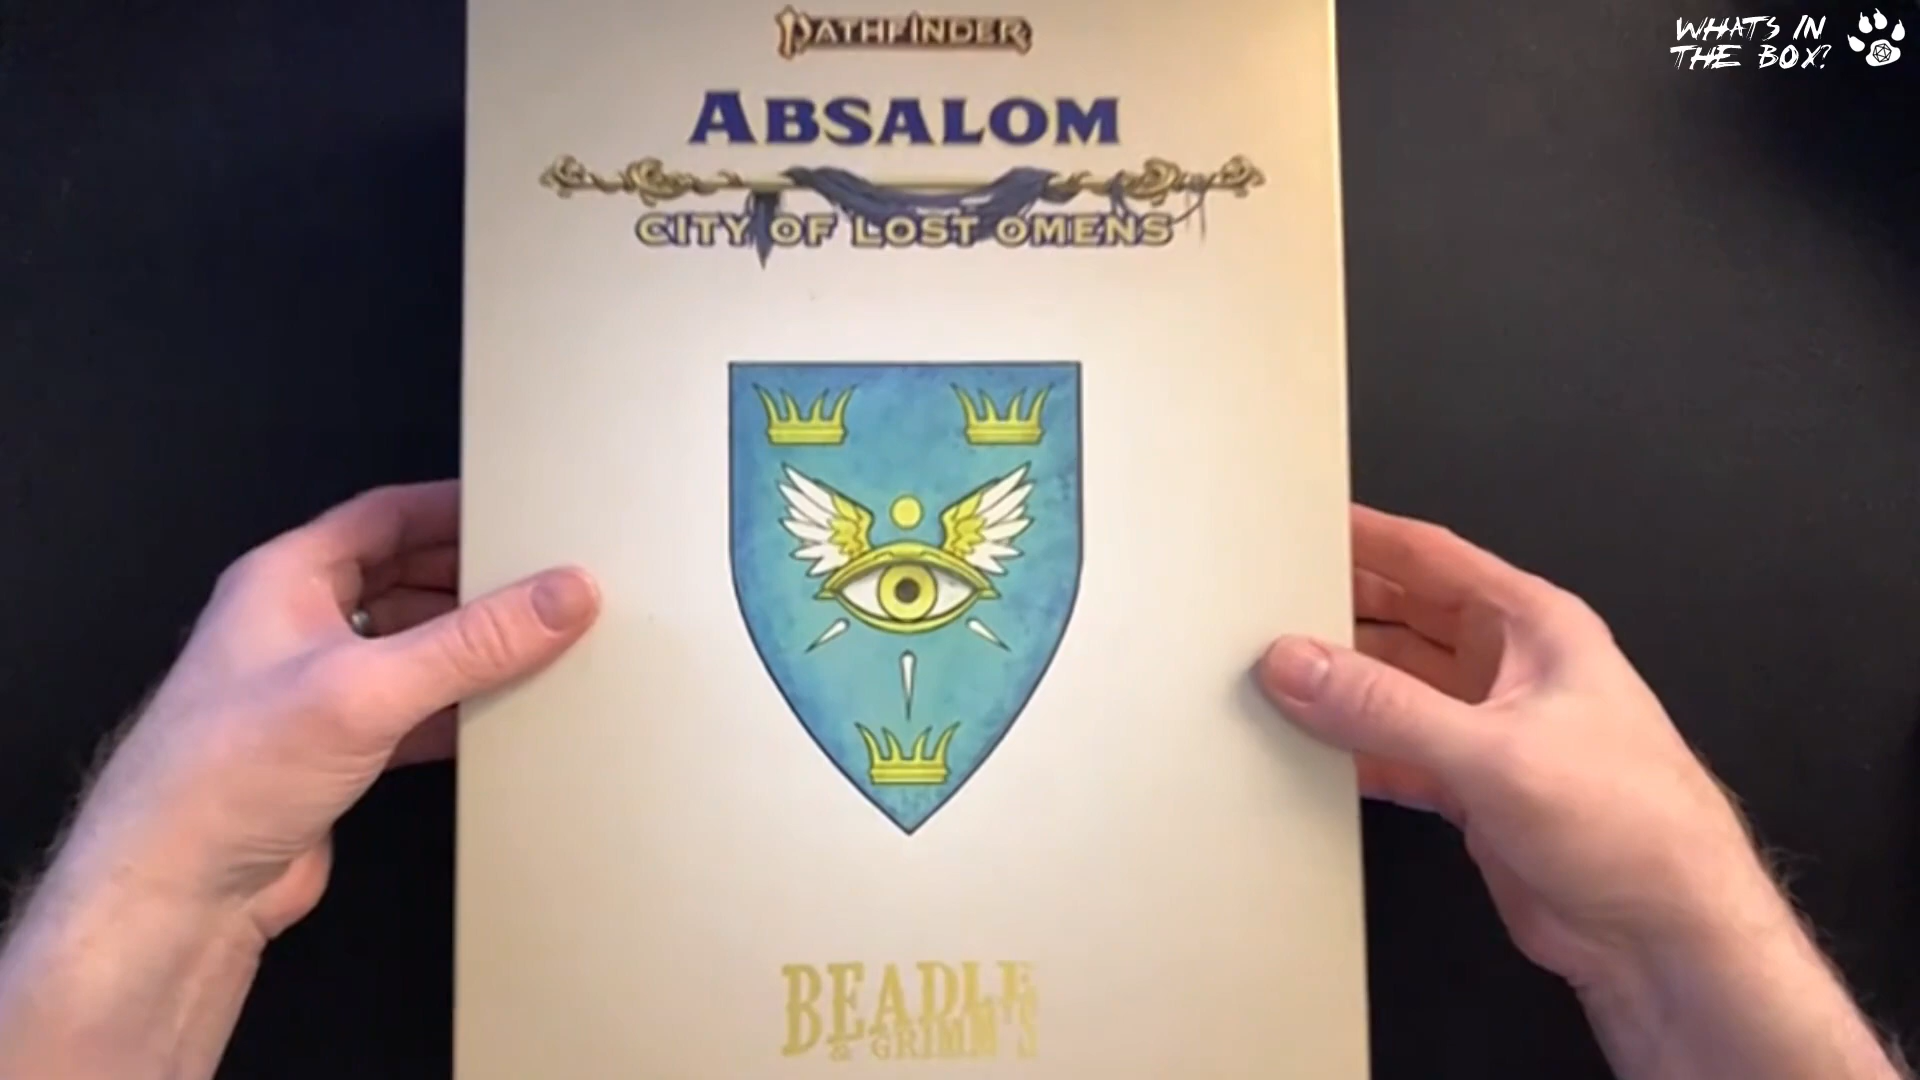 PATHFINDER
ABSALOM
CITY OF LOST OMENS
BEADLE
& GRIMM'S
WHATS IN
THE BOX?